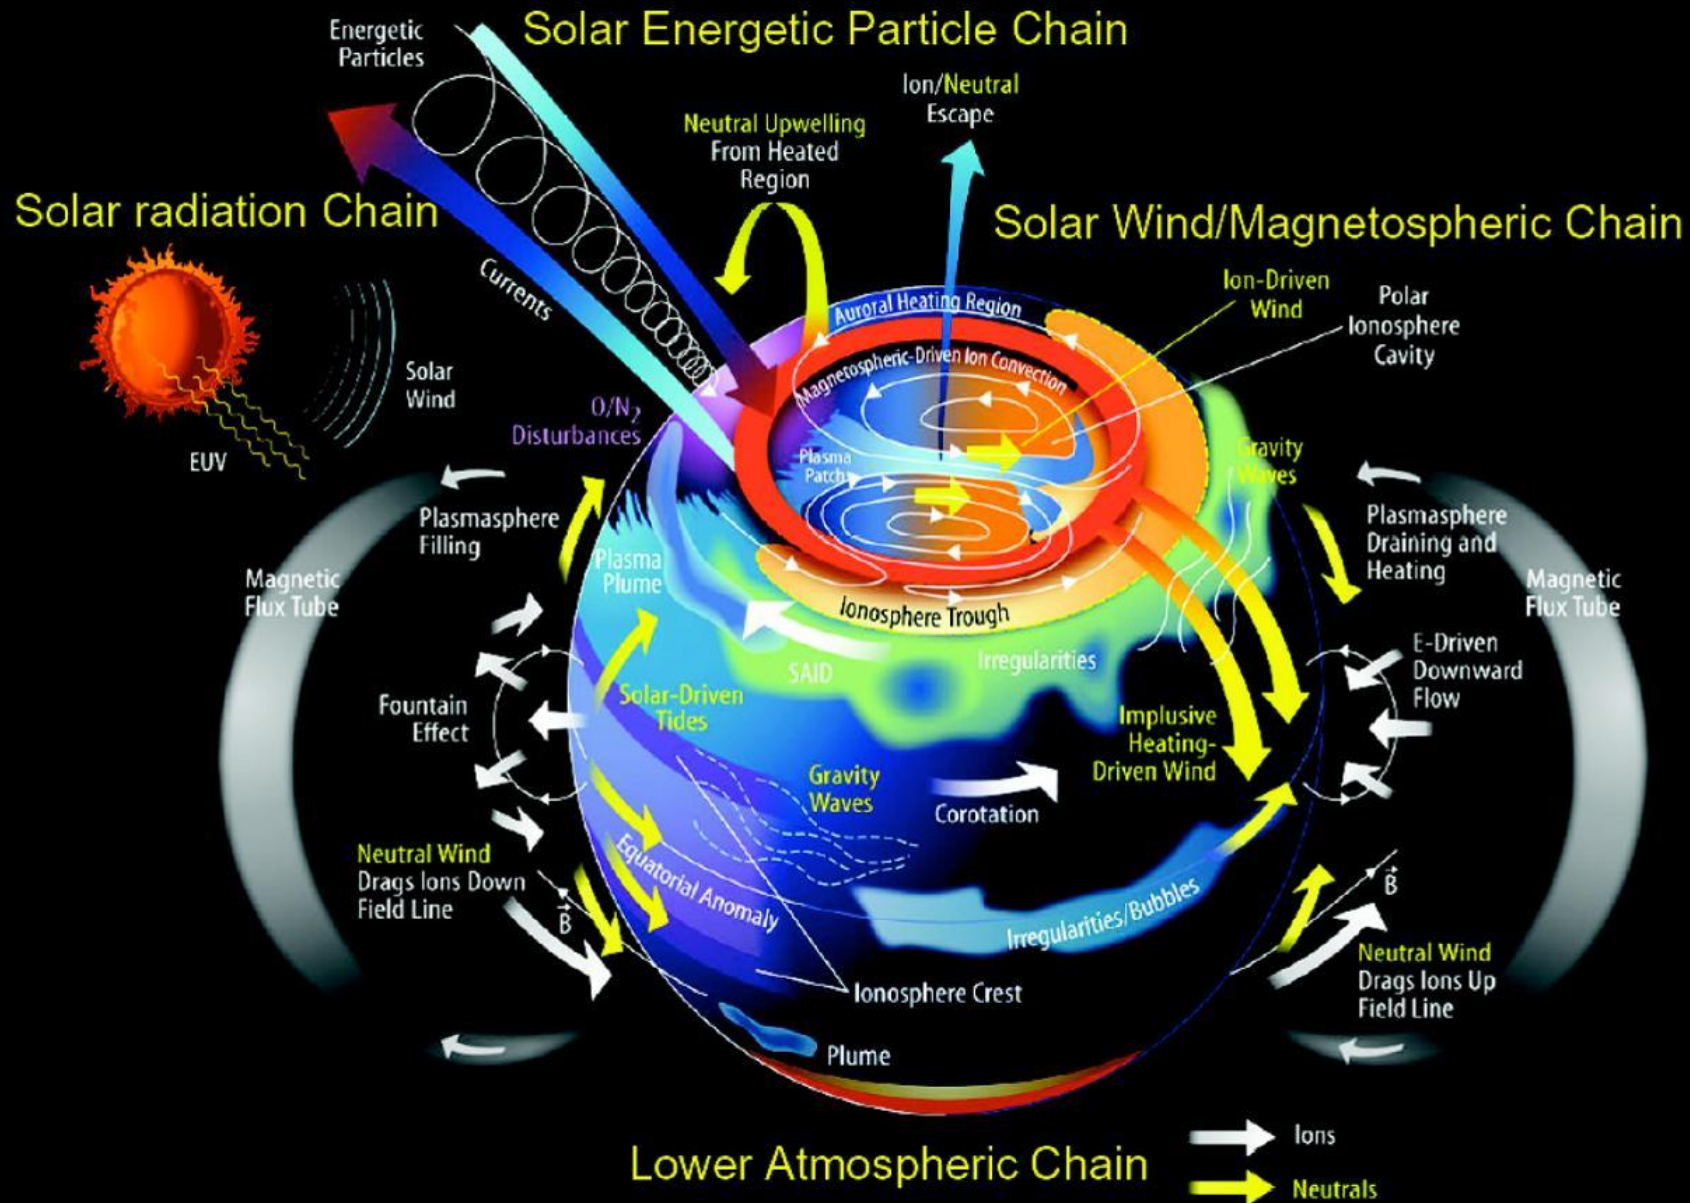 Solar Energetic Particle Chain
Energetic
Particles
Ion/Neutral
Escape
Neutral Upwelling
From Heated
Region
Solar radiation Chain
Solar Wind/Magnetospheric Chain
Currents
Ion-Driven
Wind
Polar
Ionosphere
Cavity
Auroral Heating Region
Magnetospheric-Driven Ion Convection
Solar
Wind
EUV
O/N2
Disturbances
Plasma
Patch
Gravity
Waves
Plasmasphere
Filling
Plasmasphere
Draining and
Heating
Magnetic
Flux Tube
Magnetic
Flux Tube
Plasma
Plume
Ionosphere Trough
SAID
Irregularities
E-Driven
Downward
Flow
Fountain
Effect
Solar-Driven
Tides
Implusive
Heating-
Driven Wind
Gravity
Waves
Corotation
Neutral Wind
Drags Ions Down
Field Line
B
Equatorial Anomaly
Irregularities/Bubbles
B
Neutral Wind
Drags Ions Up
Field Line
Ionosphere Crest
Plume
Lower Atmospheric Chain
Ions
Neutrals